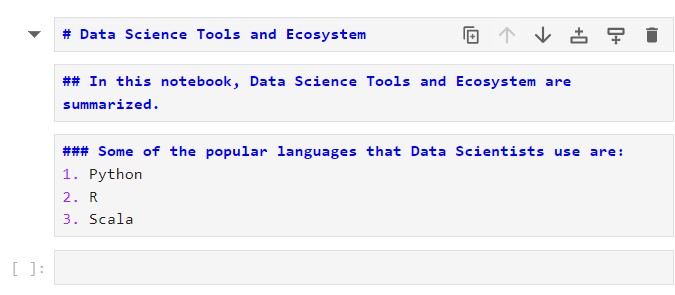 # Data Science Tools and Ecosystem
## In this notebook, Data Science Tools and Ecosystem are
summarized.
### Some of the popular languages that Data Scientists use are:
1. Python
2. R
3. Scala
[ ]: